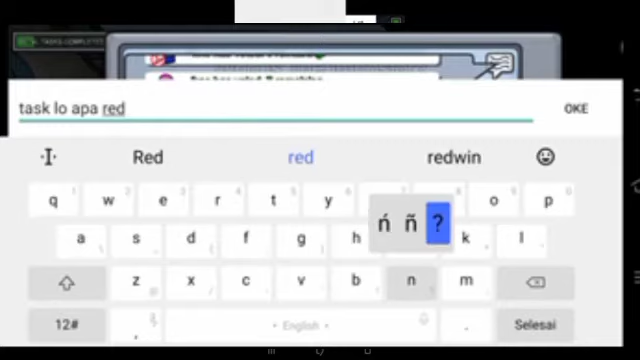 TASKS COMPLETED
task lo apa red
OKE
Red red redwin
q w e r t y o p
a s d f g h k l
ń ñ ?
z x c v b n m
12# , English . Selesai